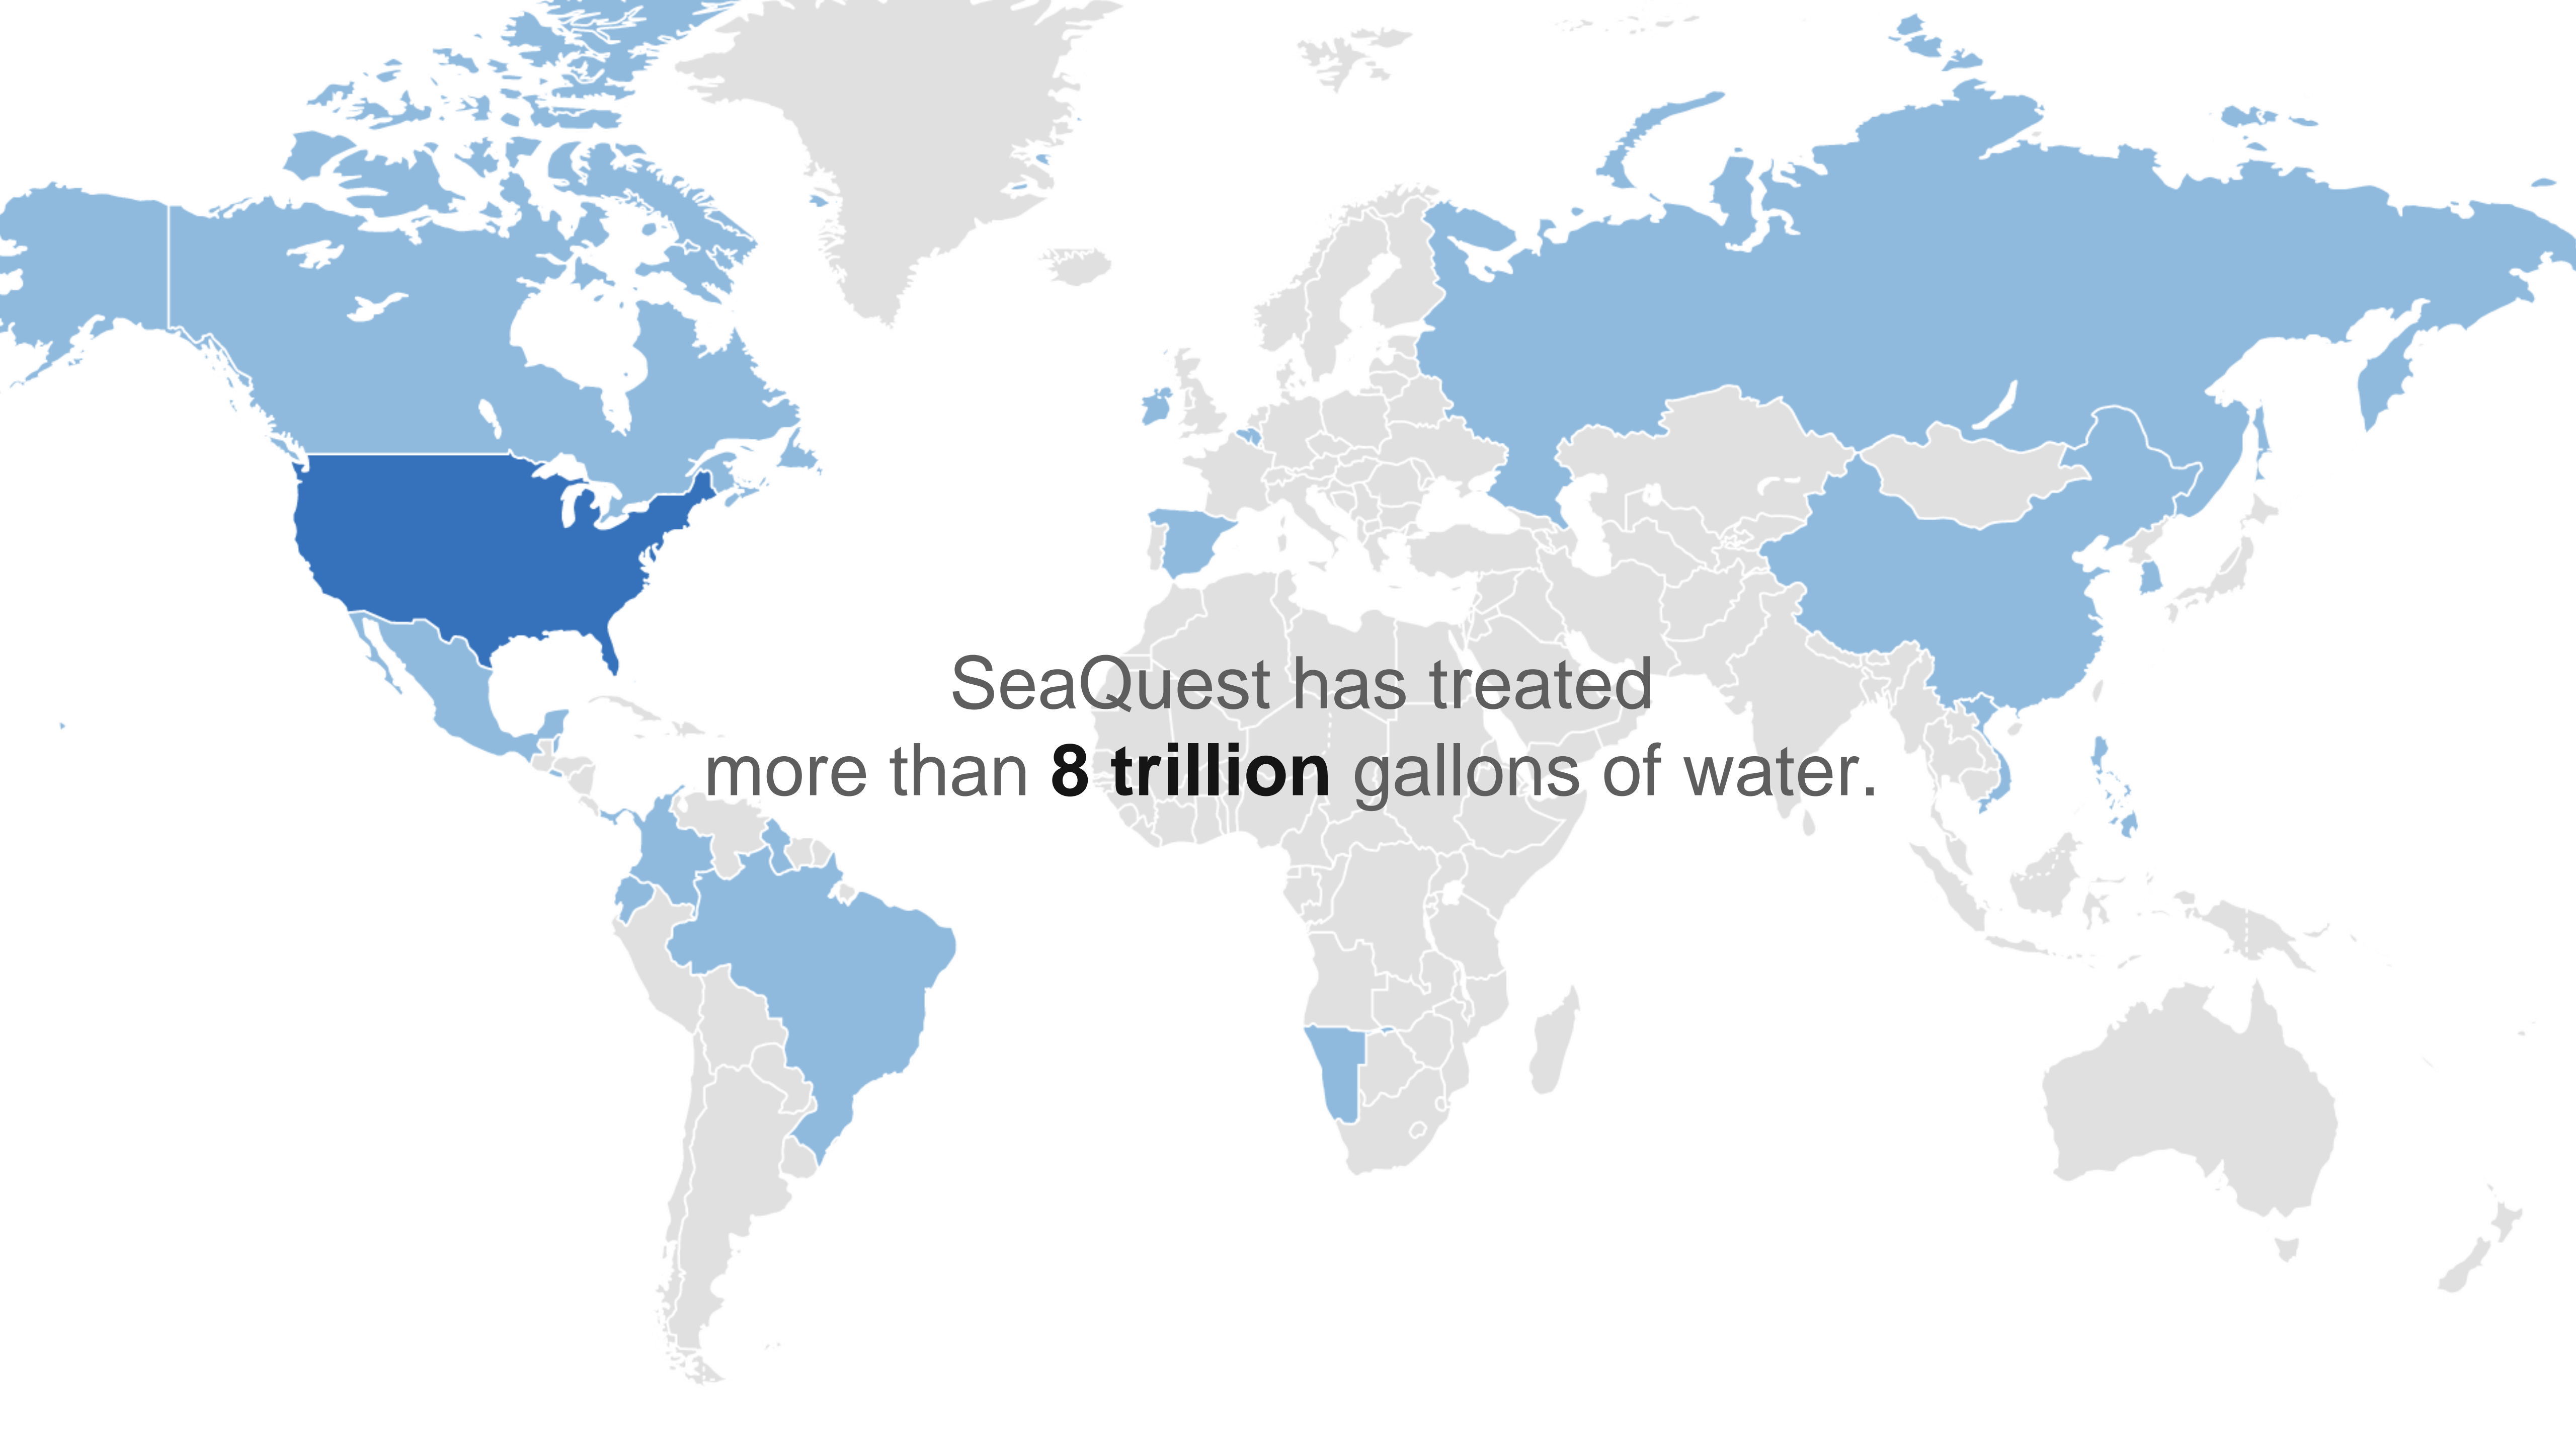 SeaQuest has treated
more than 8 trillion gallons of water.